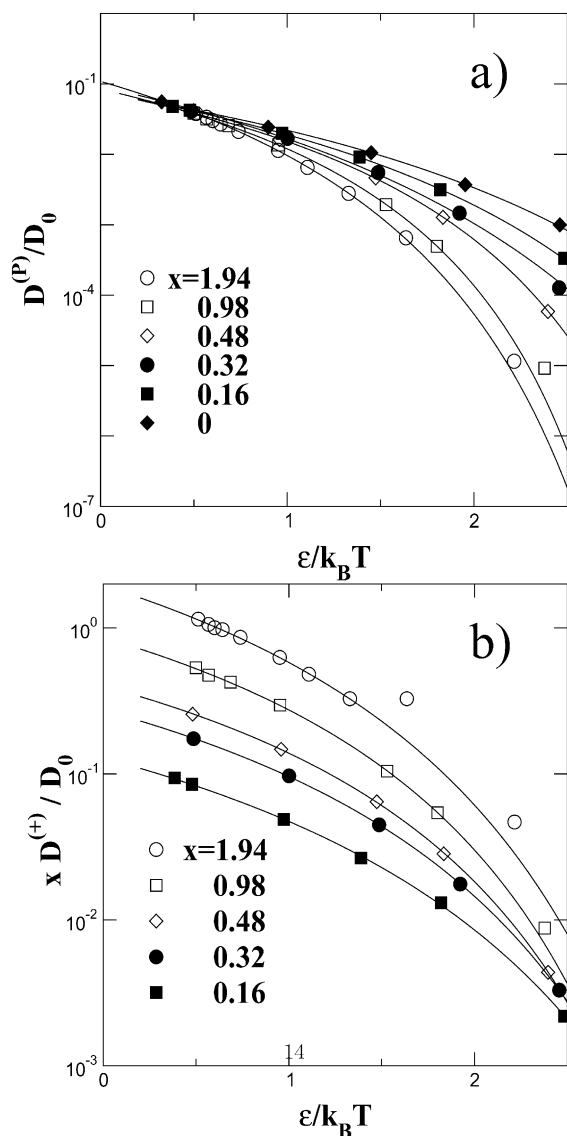 a)
10^-1
10^-4
10^-7
D^(P)/D_0
x=1.94
0.98
0.48
0.32
0.16
0
0 1 2
ε/k_BT
b)
10^0
10^-1
10^-2
10^-3
x D^(+) / D_0
x=1.94
0.98
0.48
0.32
0.16
14
0 1 2
ε/k_BT